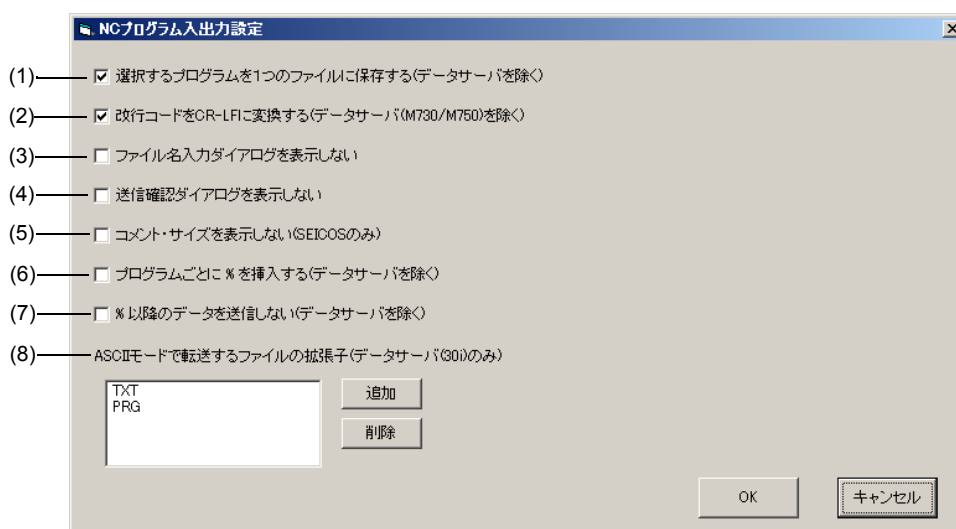 NCプログラム入出力設定
(1) 選択するプログラムを1つのファイルに保存する(データサーバを除く)
(2) 改行コードをCR-LFに変換する(データサーバ(M730/M750)を除く)
(3) ファイル名入力ダイアログを表示しない
(4) 送信確認ダイアログを表示しない
(5) コメント・サイズを表示しない(SEICOSのみ)
(6) プログラムごとに % を挿入する(データサーバを除く)
(7) % 以降のデータを送信しない(データサーバを除く)
(8) ASCIIモードで転送するファイルの拡張子(データサーバ(30i)のみ)
TXT
PRG
追加
削除
OK
キャンセル